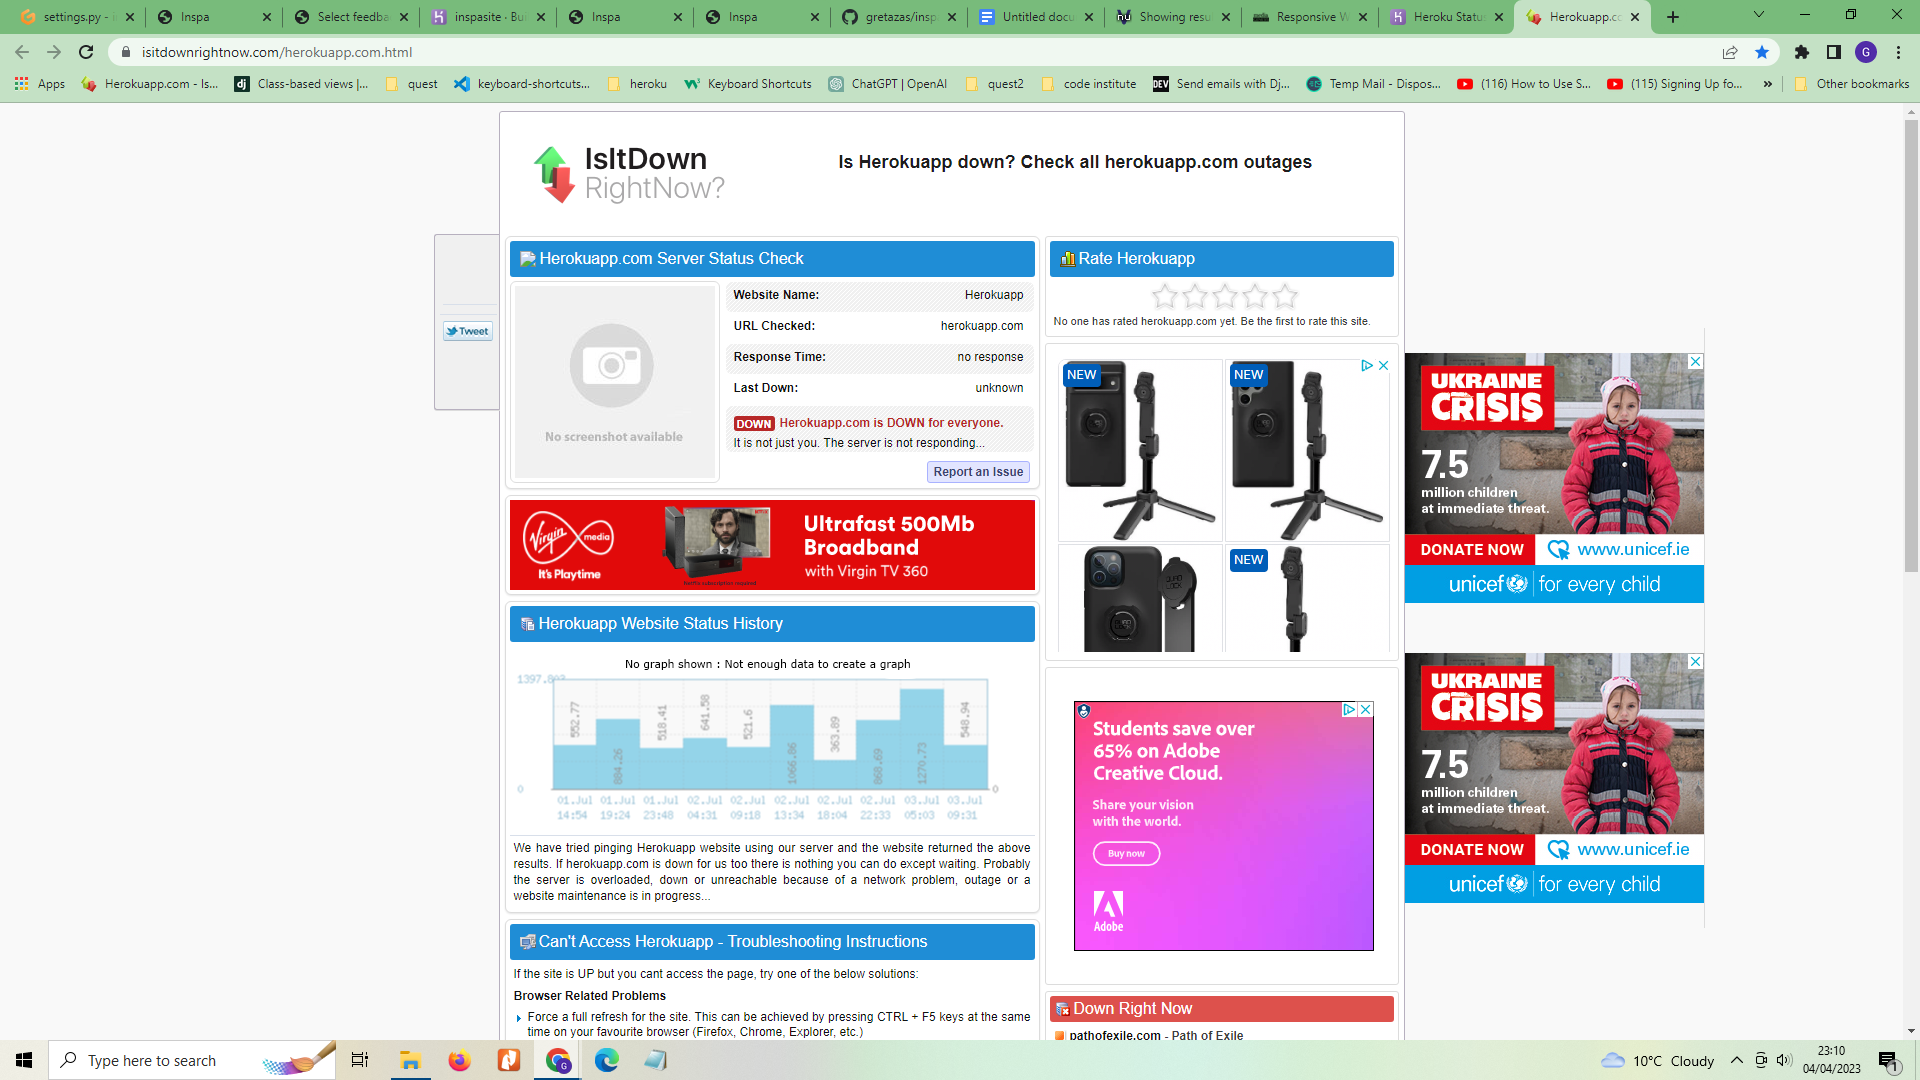 settings.py - i
Inspa
Select feedba
inspasite · Bu
Inspa
Inspa
gretazas/insp
Untitled docu
Showing resu
Responsive W
Heroku Statu
Herokuapp.co
isitdownrightnow.com/herokuapp.com.html
G
Apps
Herokuapp.com - Is...
Class-based views |...
quest
keyboard-shortcuts...
heroku
Keyboard Shortcuts
ChatGPT | OpenAI
quest2
code institute
Send emails with Dj...
Temp Mail - Dispos...
(116) How to Use S...
(115) Signing Up fo...
»
Other bookmarks
IsItDown
RightNow?
Is Herokuapp down? Check all herokuapp.com outages
Tweet
Herokuapp.com Server Status Check
No screenshot available
Website Name: Herokuapp
URL Checked: herokuapp.com
Response Time: no response
Last Down: unknown
DOWN Herokuapp.com is DOWN for everyone.
It is not just you. The server is not responding...
Report an Issue
Virgin media
It's Playtime
Ultrafast 500Mb
Broadband
with Virgin TV 360
Herokuapp Website Status History
No graph shown : Not enough data to create a graph
552.77
884.26
518.41
641.58
521.6
1066.86
363.89
868.69
1270.73
548.94
0
0
01.Jul 01.Jul 01.Jul 02.Jul 02.Jul 02.Jul 02.Jul 02.Jul 03.Jul 03.Jul
14:54 19:24 23:48 04:31 09:18 13:34 18:04 22:33 05:03 09:31
We have tried pinging Herokuapp website using our server and the website returned the above
results. If herokuapp.com is down for us too there is nothing you can do except waiting. Probably
the server is overloaded, down or unreachable because of a network problem, outage or a
website maintenance is in progress...
Can't Access Herokuapp - Troubleshooting Instructions
If the site is UP but you cant access the page, try one of the below solutions:
Browser Related Problems
Force a full refresh for the site. This can be achieved by pressing CTRL + F5 keys at the same
time on your favourite browser (Firefox, Chrome, Explorer, etc.)
Rate Herokuapp
No one has rated herokuapp.com yet. Be the first to rate this site.
NEW
NEW
NEW
Students save over
65% on Adobe
Creative Cloud.
Share your vision
with the world.
Buy now
Adobe
Down Right Now
pathofexile.com - Path of Exile
UKRAINE
CRISIS
7.5
million children
at immediate threat.
DONATE NOW
www.unicef.ie
unicef
for every child
UKRAINE
CRISIS
7.5
million children
at immediate threat.
DONATE NOW
www.unicef.ie
unicef
for every child
Type here to search
10°C Cloudy
23:10
04/04/2023
1